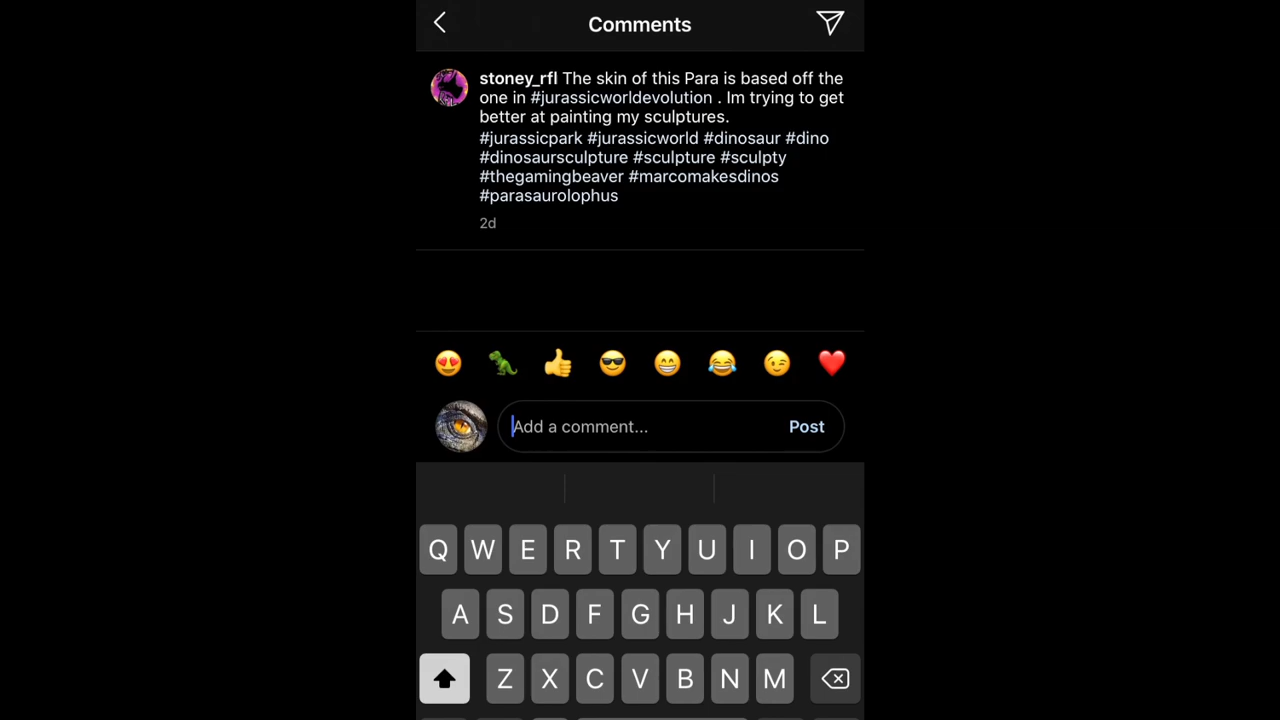 Comments
stoney_rfl The skin of this Para is based off the
one in #jurassicworldevolution . Im trying to get
better at painting my sculptures.
#jurassicpark #jurassicworld #dinosaur #dino
#dinosaursculpture #sculpture #sculpty
#thegamingbeaver #marcomakesdinos
#parasaurolophus
2d
Add a comment... Post
Q W E R T Y U I O P
A S D F G H J K L
Z X C V B N M